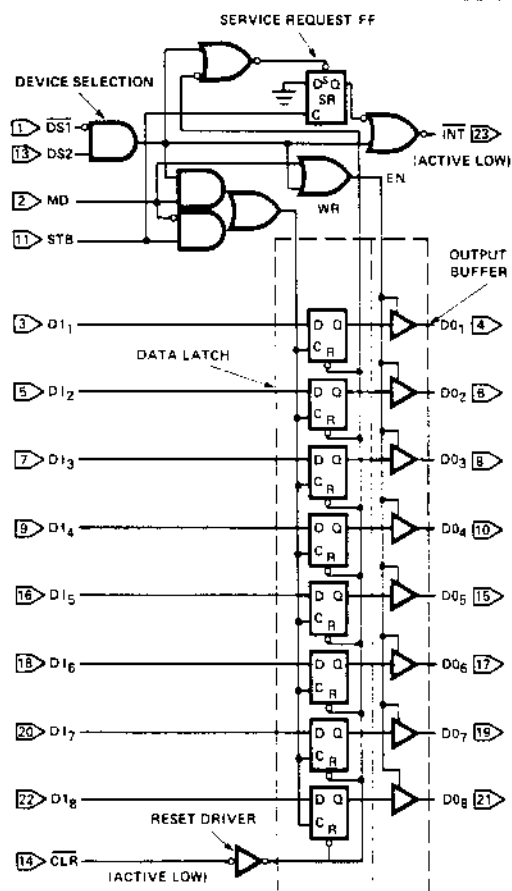 SERVICE REQUEST FF
DEVICE SELECTION
D S Q
SR
C
1 DS1
13 DS2
INT 23
(ACTIVE LOW)
2 MD
EN
WR
11 STB
OUTPUT
BUFFER
3 DI1 D Q C R DO1 4
DATA LATCH
5 DI2 D Q C R DO2 6
7 DI3 D Q C R DO3 8
9 DI4 D Q C R DO4 10
16 DI5 D Q C R DO5 15
18 DI6 D Q C R DO6 17
20 DI7 D Q C R DO7 19
22 DI8 D Q C R DO8 21
RESET DRIVER
14 CLR
(ACTIVE LOW)